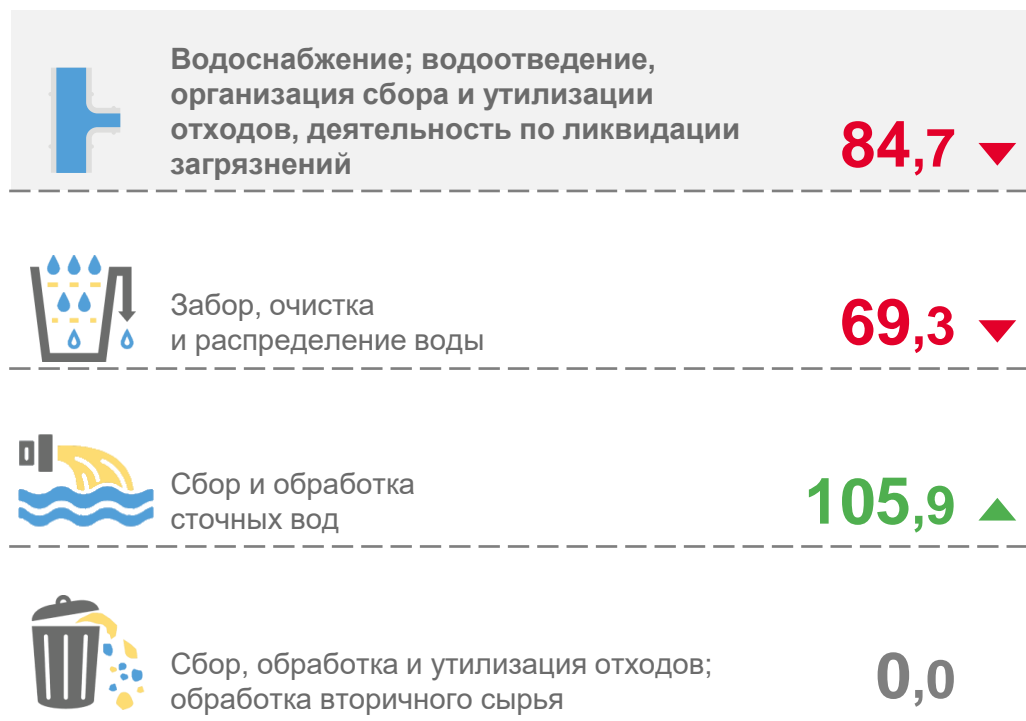 Водоснабжение; водоотведение,
организация сбора и утилизации
отходов, деятельность по ликвидации
загрязнений
84,7
Забор, очистка
и распределение воды
69,3
Сбор и обработка
сточных вод
105,9
Сбор, обработка и утилизация отходов;
обработка вторичного сырья
0,0